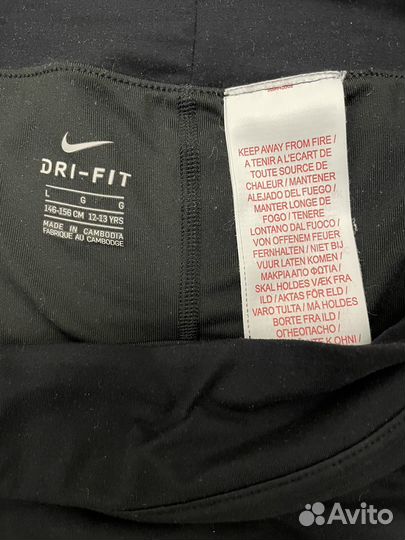 DRI-FIT
L G G
146-156 CM 12-13 YRS
MADE IN CAMBODIA
FABRIQUE AU CAMBODGE
KEEP AWAY FROM FIRE /
A TENIR A L'ECART DE
TOUTE SOURCE DE
CHALEUR / MANTENER
ALEJADO DEL FUEGO /
MANTER LONGE DE
FOGO / TENERE
LONTANO DAL FUOCO /
VON OFFENEM FEUER
FERNHALTEN / NIET BIJ
VUUR LATEN KOMEN /
ΜΑΚΡΙΑ ΑΠΟ ΦΩΤΙΑ /
SKAL HOLDES VÆK FRA
ILD / AKTAS FÖR ELD /
VARO TULTA / MÅ HOLDES
BORTE FRA ILD /
ОГНЕОПАСНО /
Avito